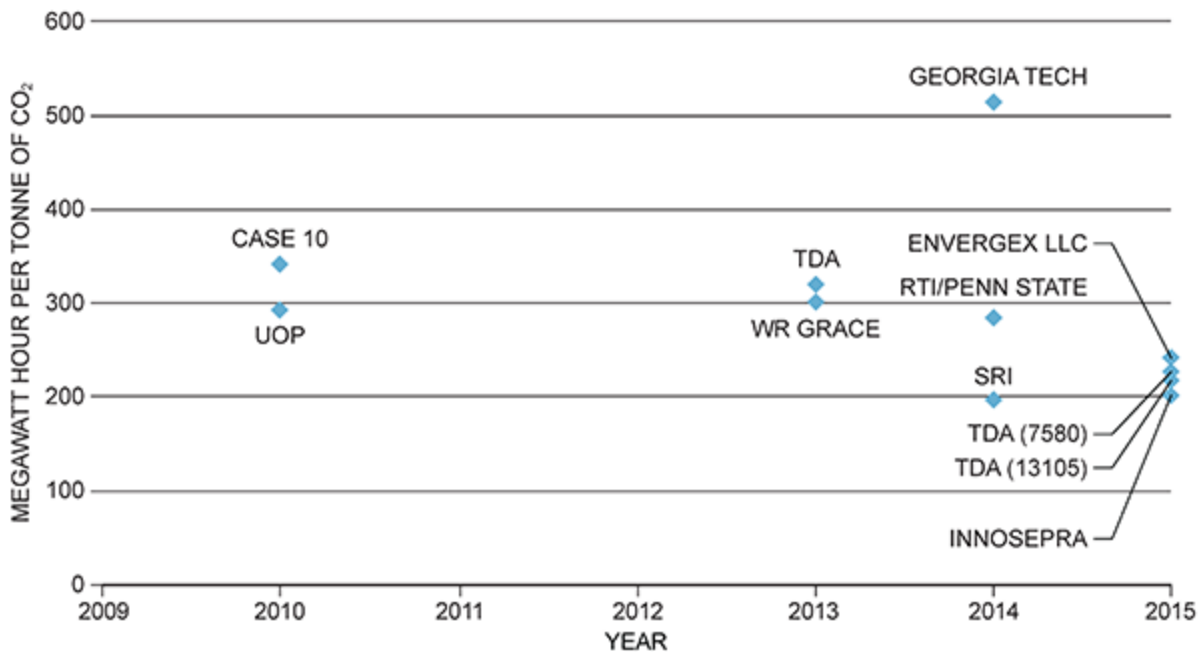 600
GEORGIA TECH
500
400
CASE 10
ENVERGEX LLC
TDA
RTI/PENN STATE
300
UOP
WR GRACE
SRI
200
TDA (7580)
TDA (13105)
100
INNOSEPRA
0
2009 2010 2011 2012 2013 2014 2015
YEAR
MEGAWATT HOUR PER TONNE OF CO₂